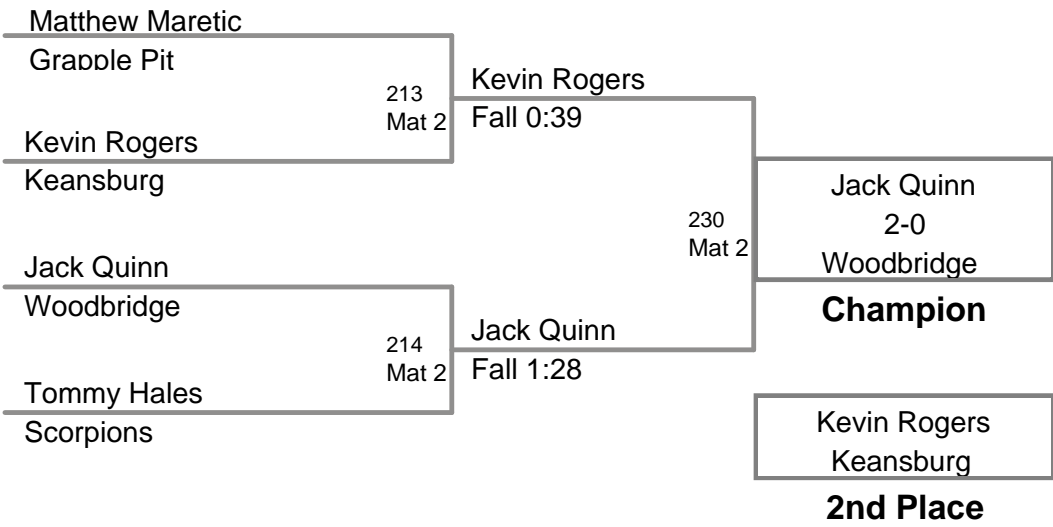 Matthew Maretic
Grapple Pit
213
Mat 2
Kevin Rogers
Fall 0:39
Kevin Rogers
Keansburg
Jack Quinn
2-0
Woodbridge
Champion
230
Mat 2
Jack Quinn
Woodbridge
214
Mat 2
Jack Quinn
Fall 1:28
Tommy Hales
Scorpions
Kevin Rogers
Keansburg
2nd Place